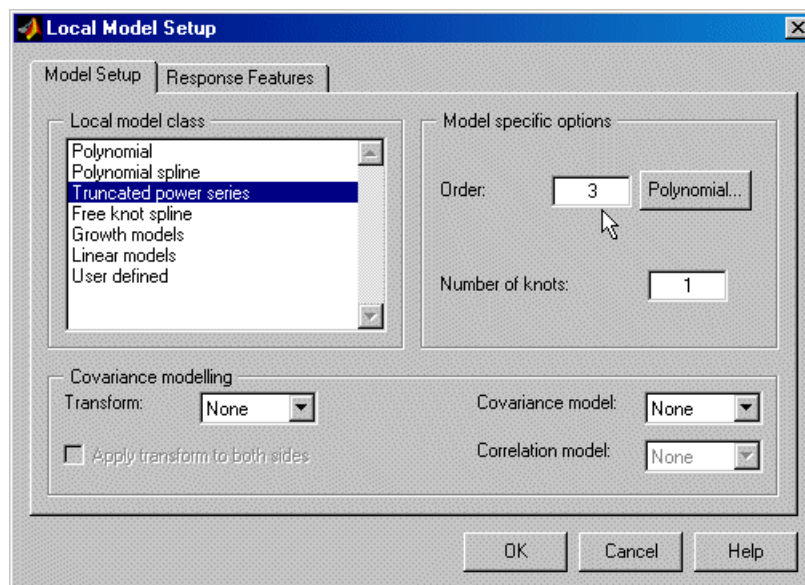 Local Model Setup
Model Setup
Response Features
Local model class
Polynomial
Polynomial spline
Truncated power series
Free knot spline
Growth models
Linear models
User defined
Model specific options
Order:
3
Polynomial...
Number of knots:
1
Covariance modelling
Transform:
None
Apply transform to both sides
Covariance model:
None
Correlation model:
None
OK
Cancel
Help